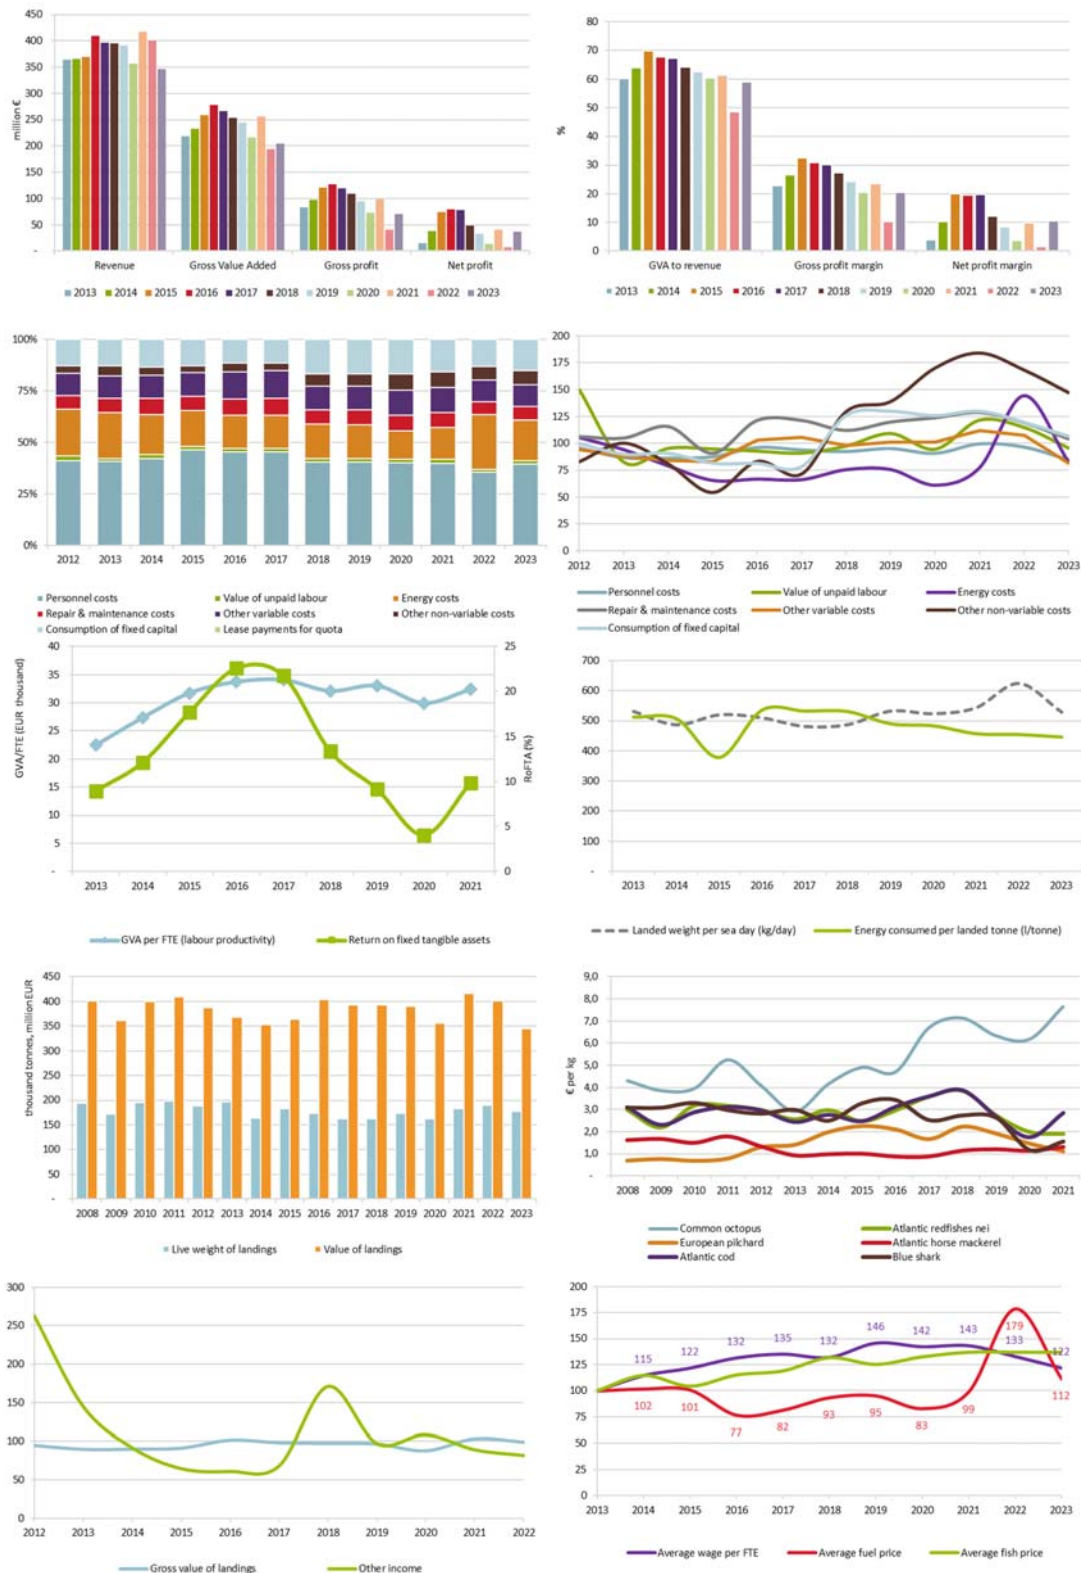 450
400
350
300
250
200
150
100
50
-
million €
Revenue
Gross Value Added
Gross profit
Net profit
2013 2014 2015 2016 2017 2018 2019 2020 2021 2022 2023
80
70
60
50
40
30
20
10
0
%
GVA to revenue
Gross profit margin
Net profit margin
2013 2014 2015 2016 2017 2018 2019 2020 2021 2022 2023
100%
75%
50%
25%
0%
2012 2013 2014 2015 2016 2017 2018 2019 2020 2021 2022 2023
Personnel costs Value of unpaid labour Energy costs
Repair & maintenance costs Other variable costs Other non-variable costs
Consumption of fixed capital Lease payments for quota
200
175
150
125
100
75
50
25
0
2012 2013 2014 2015 2016 2017 2018 2019 2020 2021 2022 2023
Personnel costs Value of unpaid labour Energy costs
Repair & maintenance costs Other variable costs Other non-variable costs
Consumption of fixed capital
40
35
30
25
20
15
10
5
-
GVA/FTE (EUR thousand)
25
20
15
10
5
0
RoFTA (%)
2013 2014 2015 2016 2017 2018 2019 2020 2021
GVA per FTE (labour productivity) Return on fixed tangible assets
700
600
500
400
300
200
100
-
2013 2014 2015 2016 2017 2018 2019 2020 2021 2022 2023
Landed weight per sea day (kg/day) Energy consumed per landed tonne (l/tonne)
450
400
350
300
250
200
150
100
50
-
thousand tonnes, million EUR
2008 2009 2010 2011 2012 2013 2014 2015 2016 2017 2018 2019 2020 2021 2022 2023
Live weight of landings Value of landings
9,0
8,0
7,0
6,0
5,0
4,0
3,0
2,0
1,0
-
€ per kg
2008 2009 2010 2011 2012 2013 2014 2015 2016 2017 2018 2019 2020 2021
Common octopus Atlantic redfishes nei
European pilchard Atlantic horse mackerel
Atlantic cod Blue shark
300
250
200
150
100
50
0
2012 2013 2014 2015 2016 2017 2018 2019 2020 2021 2022
Gross value of landings Other income
200
175
150
125
100
75
50
25
0
115 122 132 135 132 146 142 143 133 122
102 101 77 82 93 95 83 99 179 112
2013 2014 2015 2016 2017 2018 2019 2020 2021 2022 2023
Average wage per FTE Average fuel price Average fish price